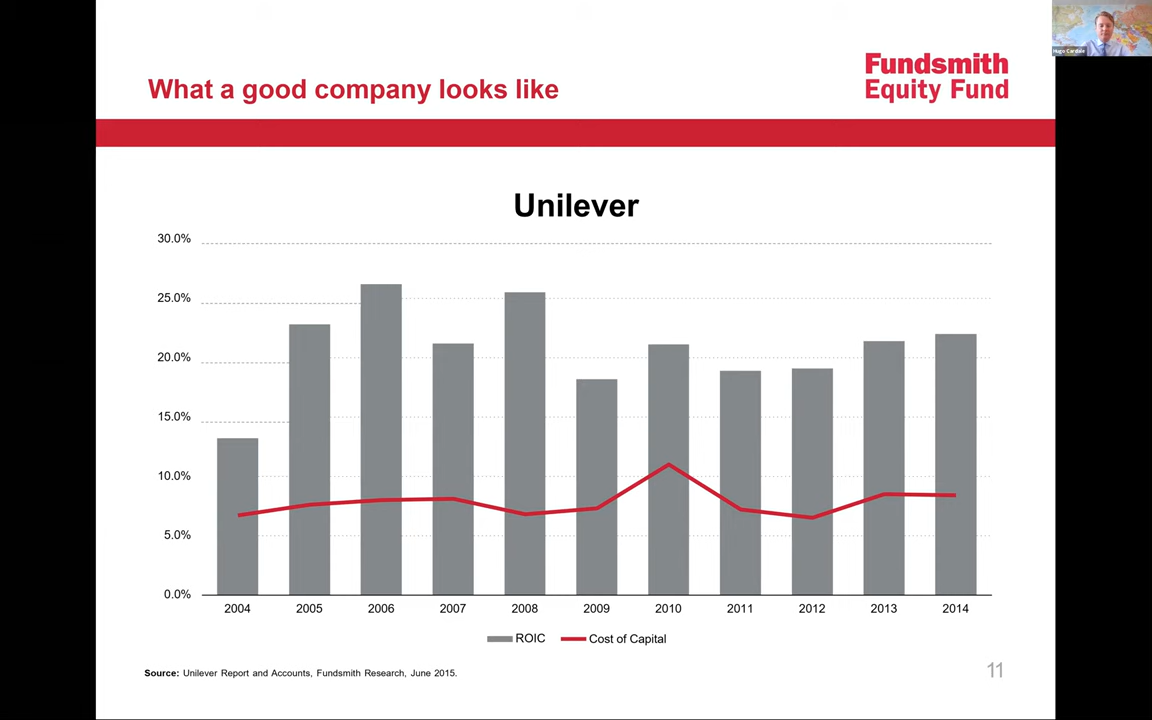 Hugo Cardale
What a good company looks like
Fundsmith
Equity Fund
Unilever
30.0%
25.0%
20.0%
15.0%
10.0%
5.0%
0.0%
2004 2005 2006 2007 2008 2009 2010 2011 2012 2013 2014
ROIC Cost of Capital
Source: Unilever Report and Accounts, Fundsmith Research, June 2015.
11